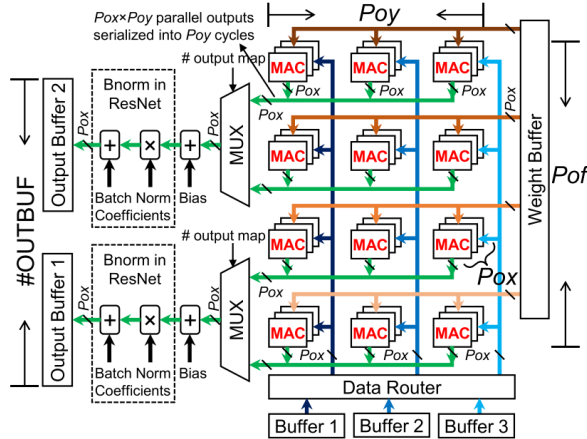 Pox×Poy parallel outputs
serialized into Poy cycles
Poy
# output map
Bnorm in
ResNet
Output Buffer 2
Pox
+
×
+
Pox
MUX
Pox
Batch Norm
Coefficients
Bias
MAC
MAC
MAC
Pox
Pox
Pox
Pox
MAC
MAC
MAC
Weight Buffer
Pof
#OUTBUF
# output map
Bnorm in
ResNet
Output Buffer 1
Pox
+
×
+
Pox
MUX
Pox
Batch Norm
Coefficients
Bias
MAC
MAC
MAC
Pox
Pox
MAC
MAC
MAC
Pox
Pox
Pox
Data Router
Buffer 1
Buffer 2
Buffer 3